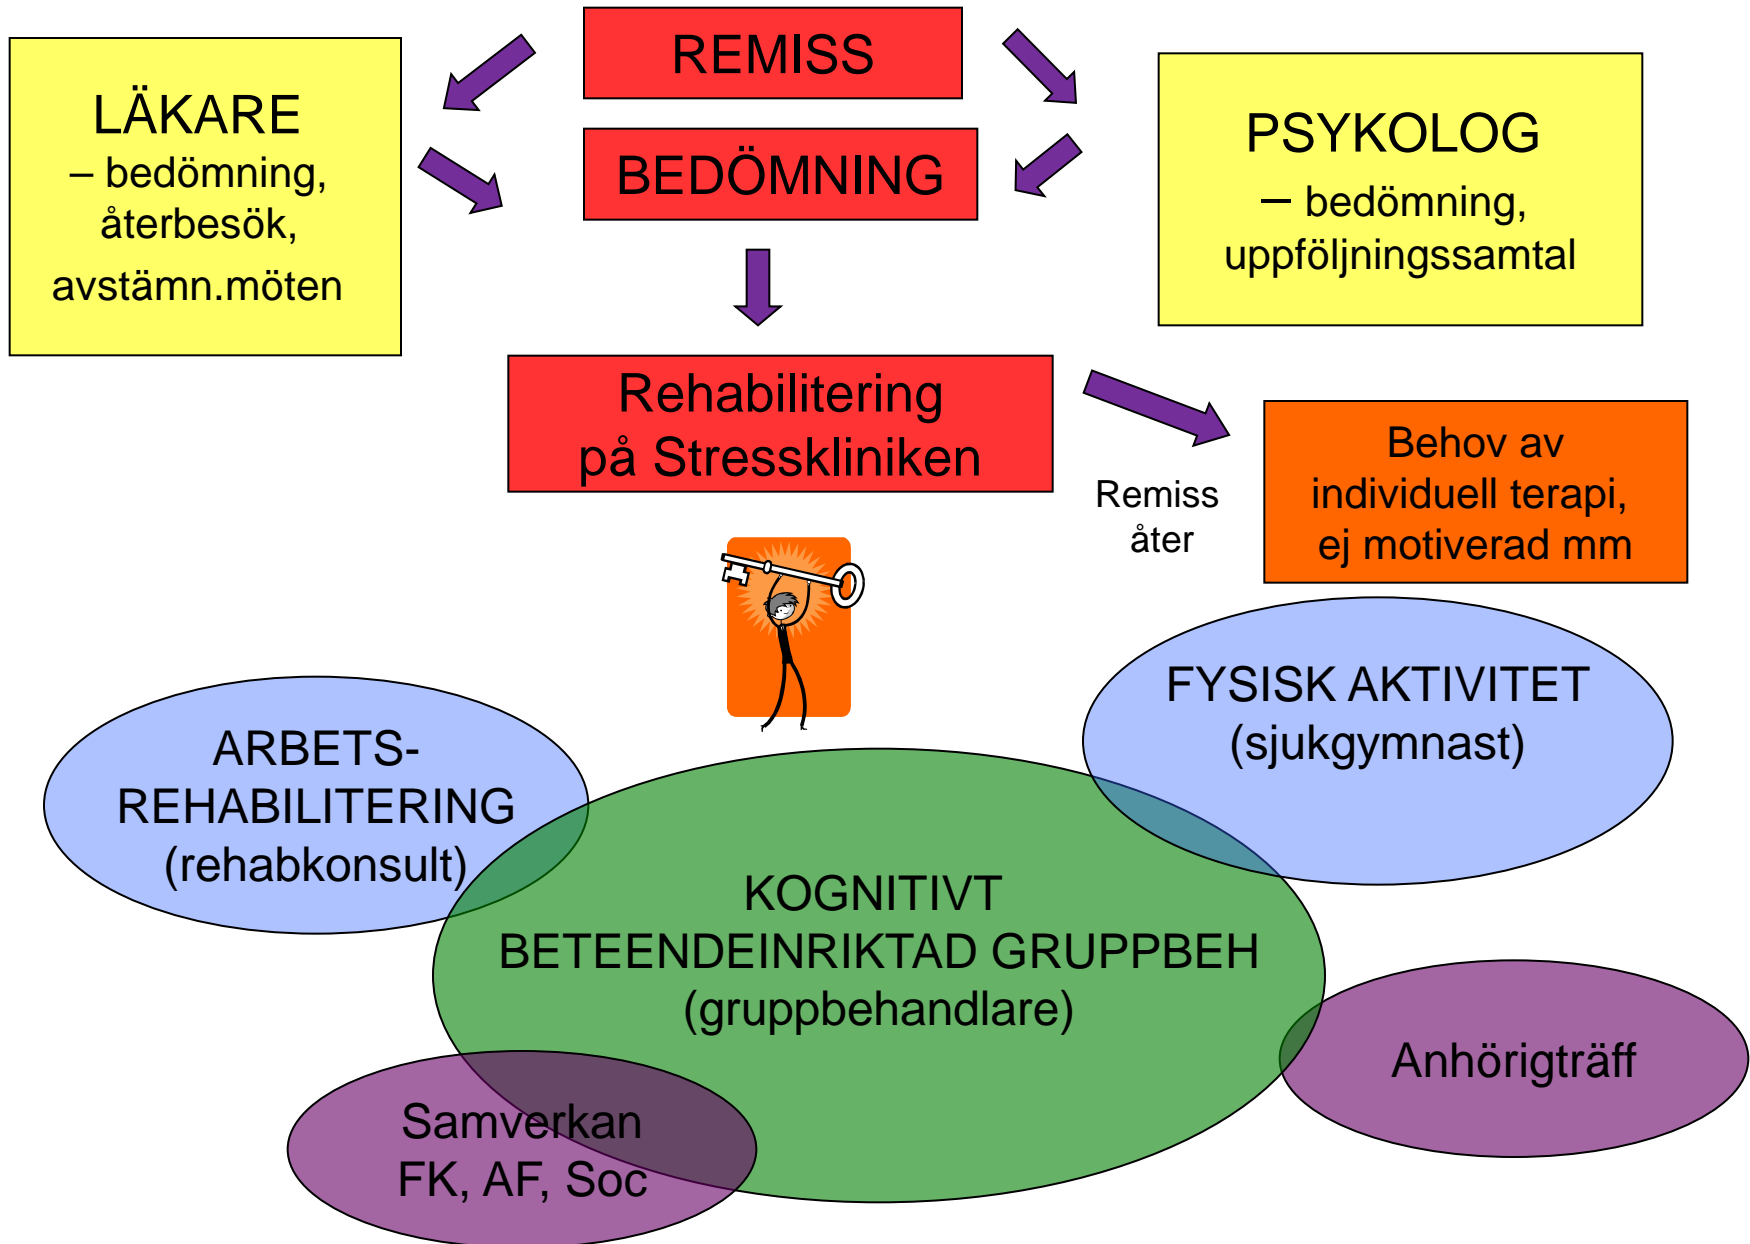 REMISS
LÄKARE
– bedömning,
återbesök,
avstämn.möten
BEDÖMNING
PSYKOLOG
– bedömning,
uppföljningssamtal
Rehabilitering
på Stresskliniken
Remiss
åter
Behov av
individuell terapi,
ej motiverad mm
ARBETS-
REHABILITERING
(rehabkonsult)
FYSISK AKTIVITET
(sjukgymnast)
KOGNITIVT
BETEENDEINRIKTAD GRUPPBEH
(gruppbehandlare)
Samverkan
FK, AF, Soc
Anhörigträff